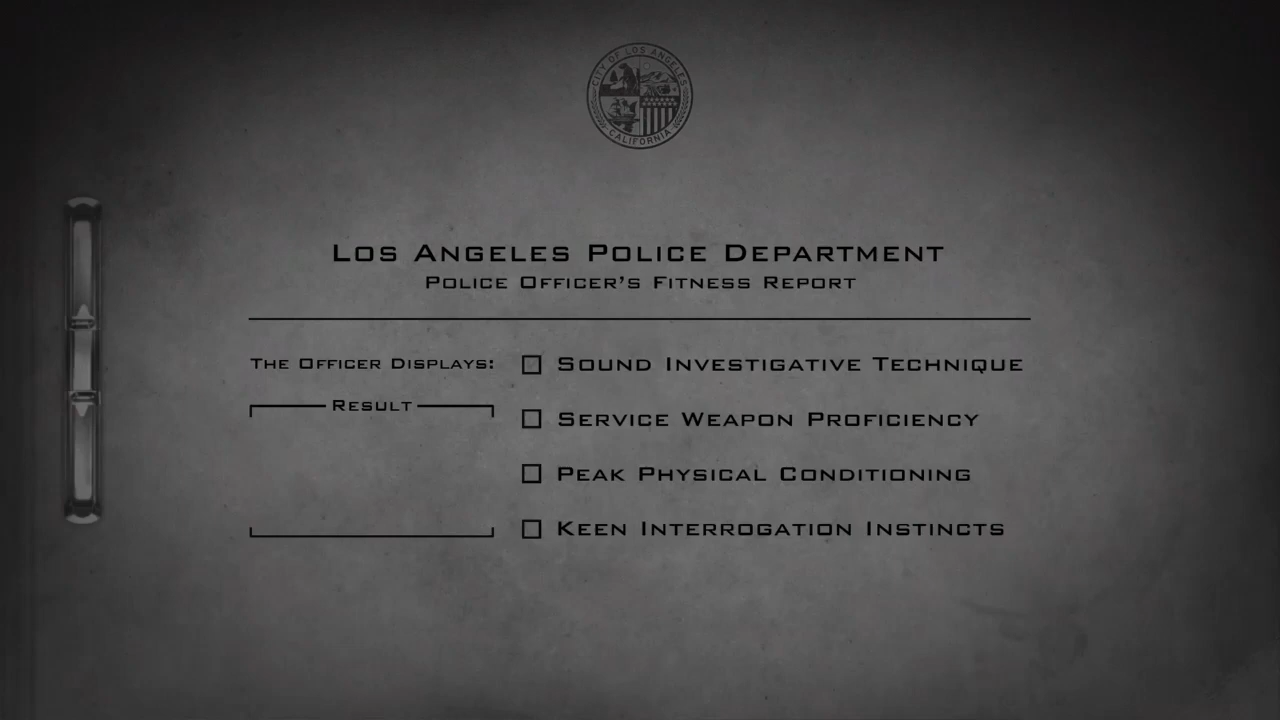 CITY OF LOS ANGELES
CALIFORNIA
Los Angeles Police Department
Police Officer's Fitness Report
The Officer Displays:
Result
Sound Investigative Technique
Service Weapon Proficiency
Peak Physical Conditioning
Keen Interrogation Instincts